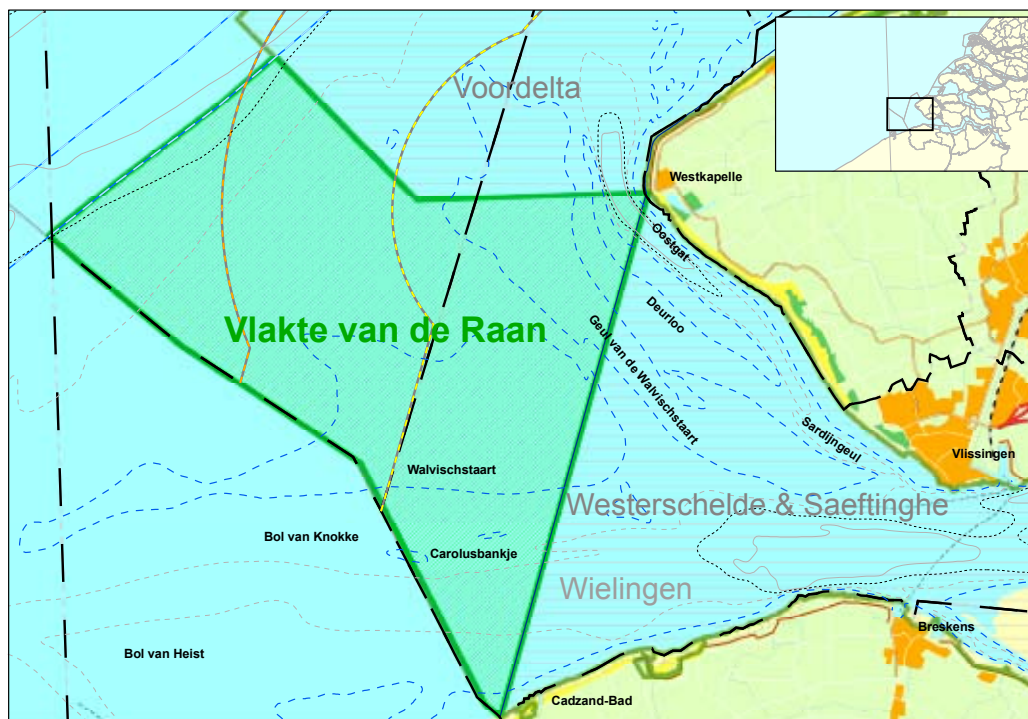 Voordelta
Westkapelle
Oostgat
Vlakte van de Raan
Deurloo
Geul van de Walvischstaart
Sardijngeul
Vlissingen
Walvischstaart
Westerschelde & Saeftinghe
Bol van Knokke
Carolusbankje
Wielingen
Breskens
Bol van Heist
Cadzand-Bad